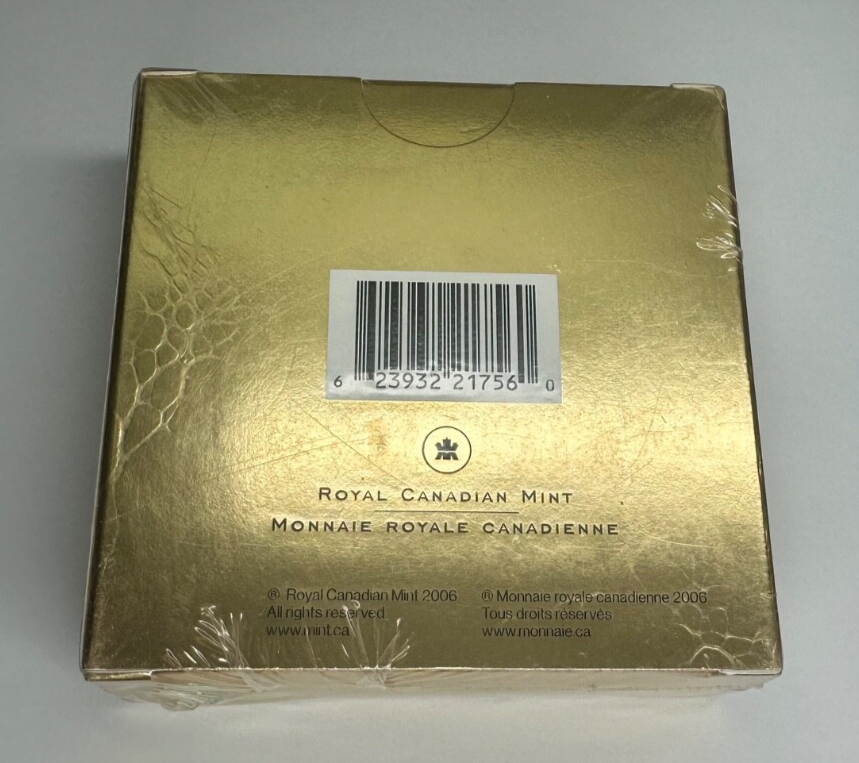 6 23932 21756 0
ROYAL CANADIAN MINT
MONNAIE ROYALE CANADIENNE
® Royal Canadian Mint 2006
All rights reserved
www.mint.ca
® Monnaie royale canadienne 2006
Tous droits réservés
www.monnaie.ca